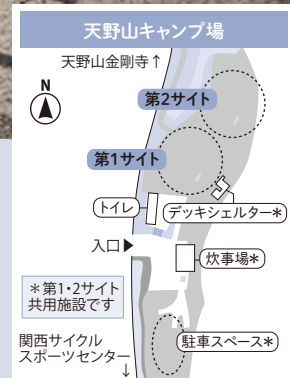 天野山キャンプ場
天野山金剛寺↑
N
第2サイト
第1サイト
トイレ
デッキシェルター＊
入口▶
炊事場＊
＊第1・2サイト
共用施設です
関西サイクル
スポーツセンター
↓
駐車スペース＊